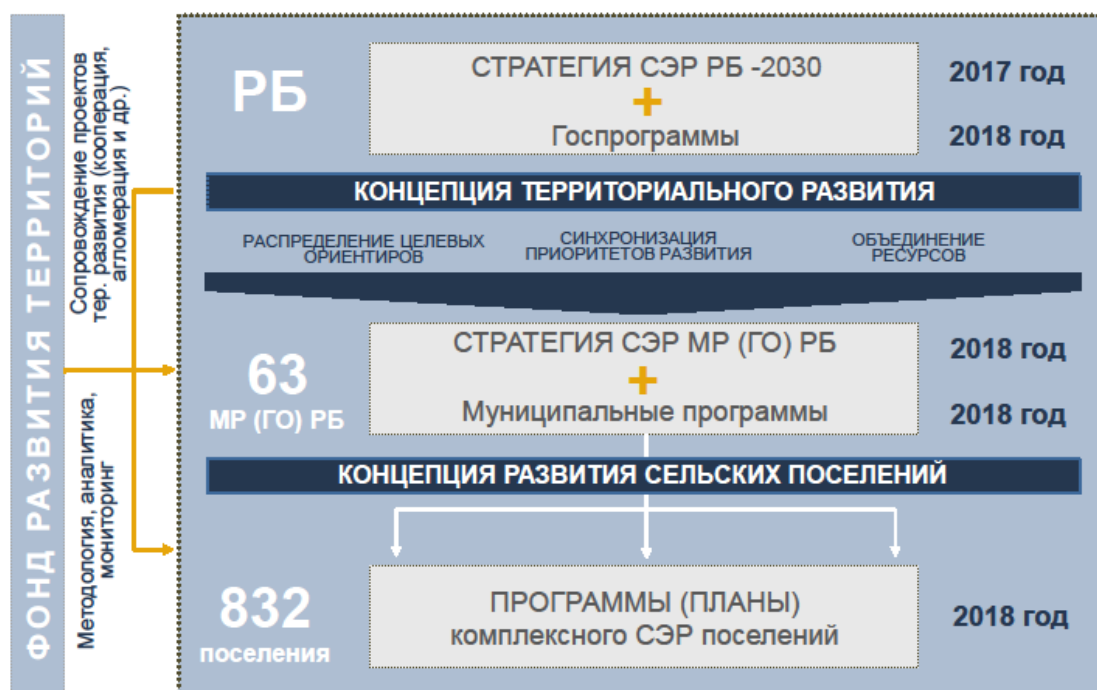 ФОНД РАЗВИТИЯ ТЕРРИТОРИЙ
Сопровождение проектов
тер. развития (кооперация,
агломерация и др.)
Методология, аналитика,
мониторинг
РБ
СТРАТЕГИЯ СЭР РБ -2030
+
Госпрограммы
2017 год
2018 год
КОНЦЕПЦИЯ ТЕРРИТОРИАЛЬНОГО РАЗВИТИЯ
РАСПРЕДЕЛЕНИЕ ЦЕЛЕВЫХ
ОРИЕНТИРОВ
СИНХРОНИЗАЦИЯ
ПРИОРИТЕТОВ РАЗВИТИЯ
ОБЪЕДИНЕНИЕ
РЕСУРСОВ
63
МР (ГО) РБ
СТРАТЕГИЯ СЭР МР (ГО) РБ
+
Муниципальные программы
2018 год
2018 год
КОНЦЕПЦИЯ РАЗВИТИЯ СЕЛЬСКИХ ПОСЕЛЕНИЙ
832
поселения
ПРОГРАММЫ (ПЛАНЫ)
комплексного СЭР поселений
2018 год